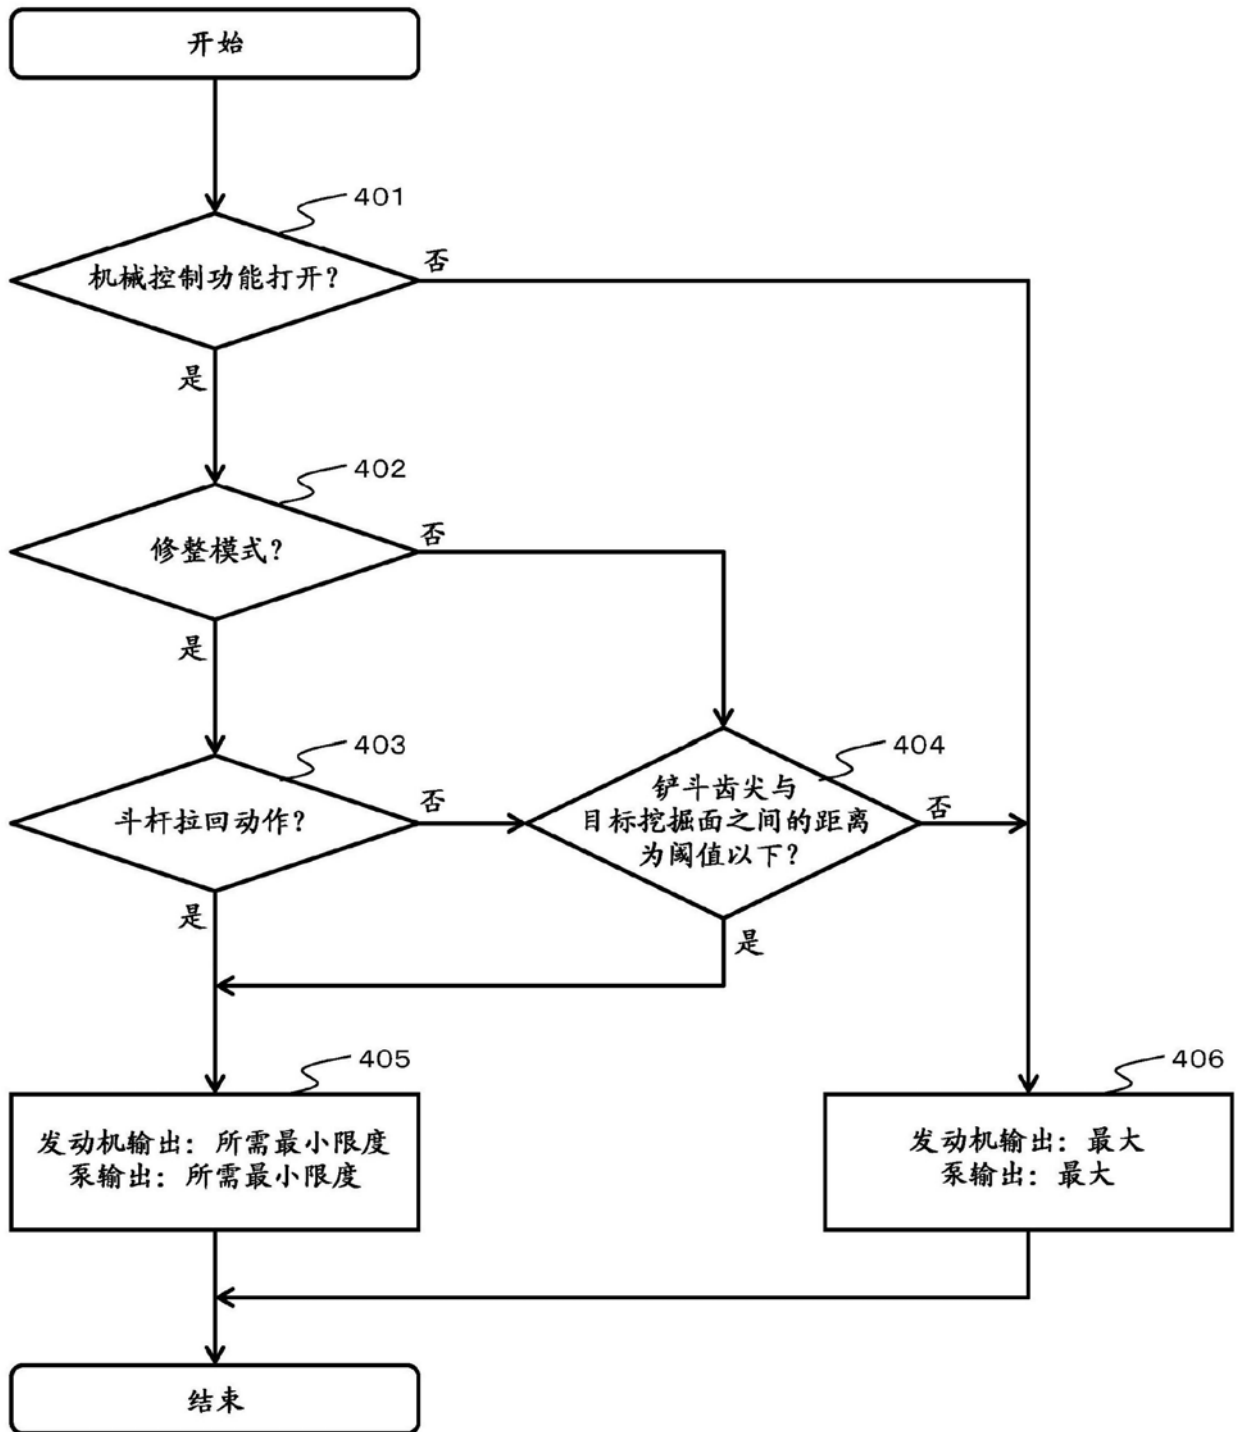 开始
401
机械控制功能打开？
否
是
402
修整模式？
否
是
403
斗杆拉回动作？
否
是
404
铲斗齿尖与
目标挖掘面之间的距离
为阈值以下？
否
是
405
发动机输出：所需最小限度
泵输出：所需最小限度
406
发动机输出：最大
泵输出：最大
结束